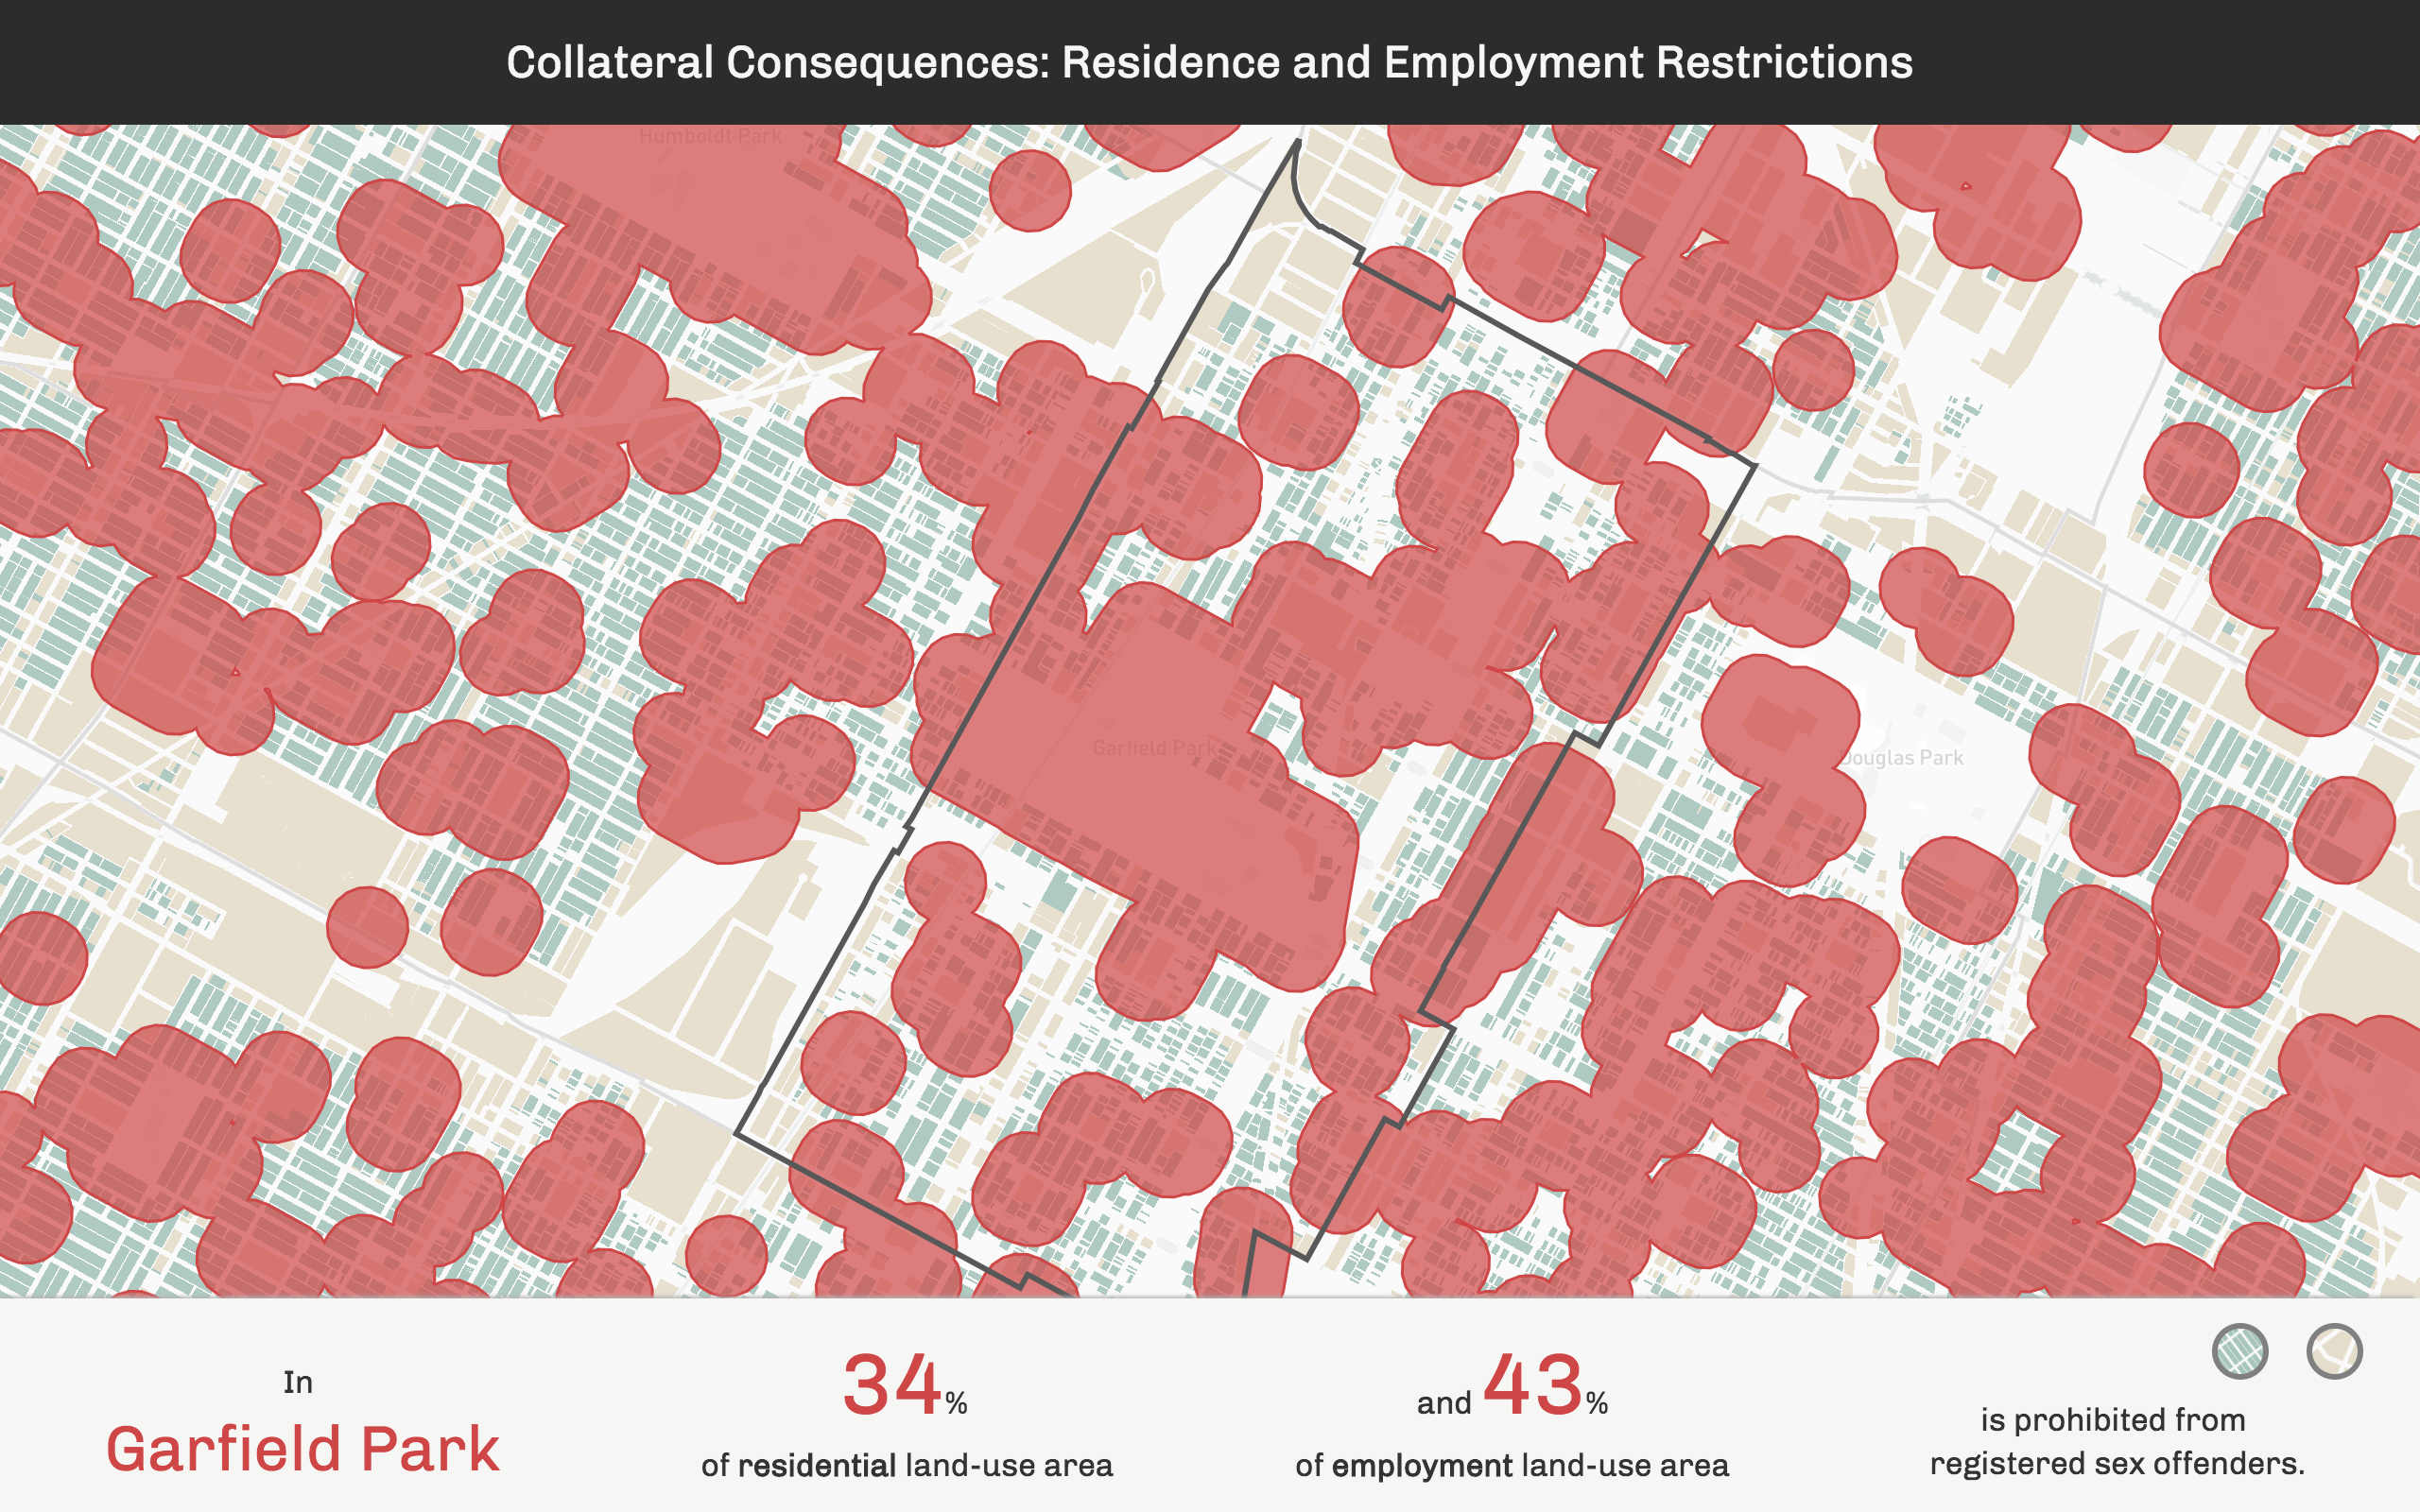 Collateral Consequences: Residence and Employment Restrictions
Humboldt Park
Garfield Park
Douglas Park
In
Garfield Park
34%
of residential land-use area
and 43%
of employment land-use area
is prohibited from
registered sex offenders.